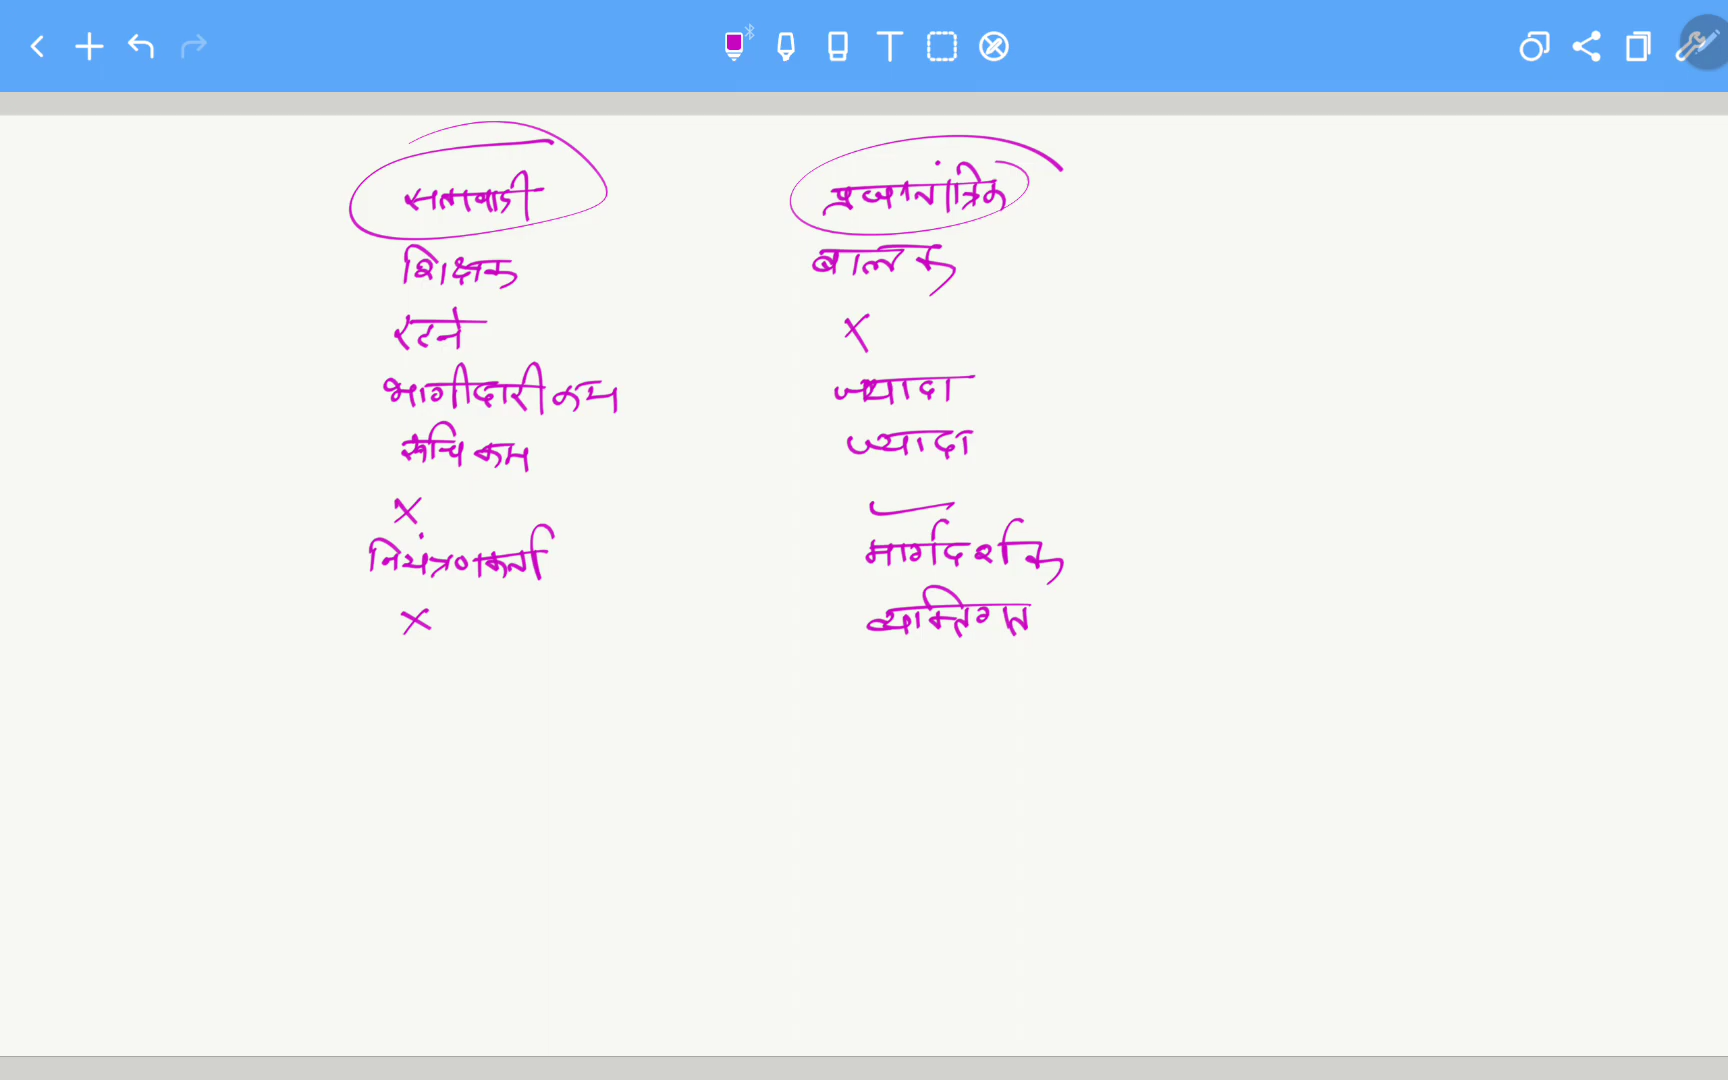 सतावादी प्रजातांत्रिक
शिक्षक बालक
रटने ×
भागीदारी कम ज्यादा
रूचि कम ज्यादा
× ✓
नियंत्रणकर्ता मार्गदर्शक
× व्यक्तिगत